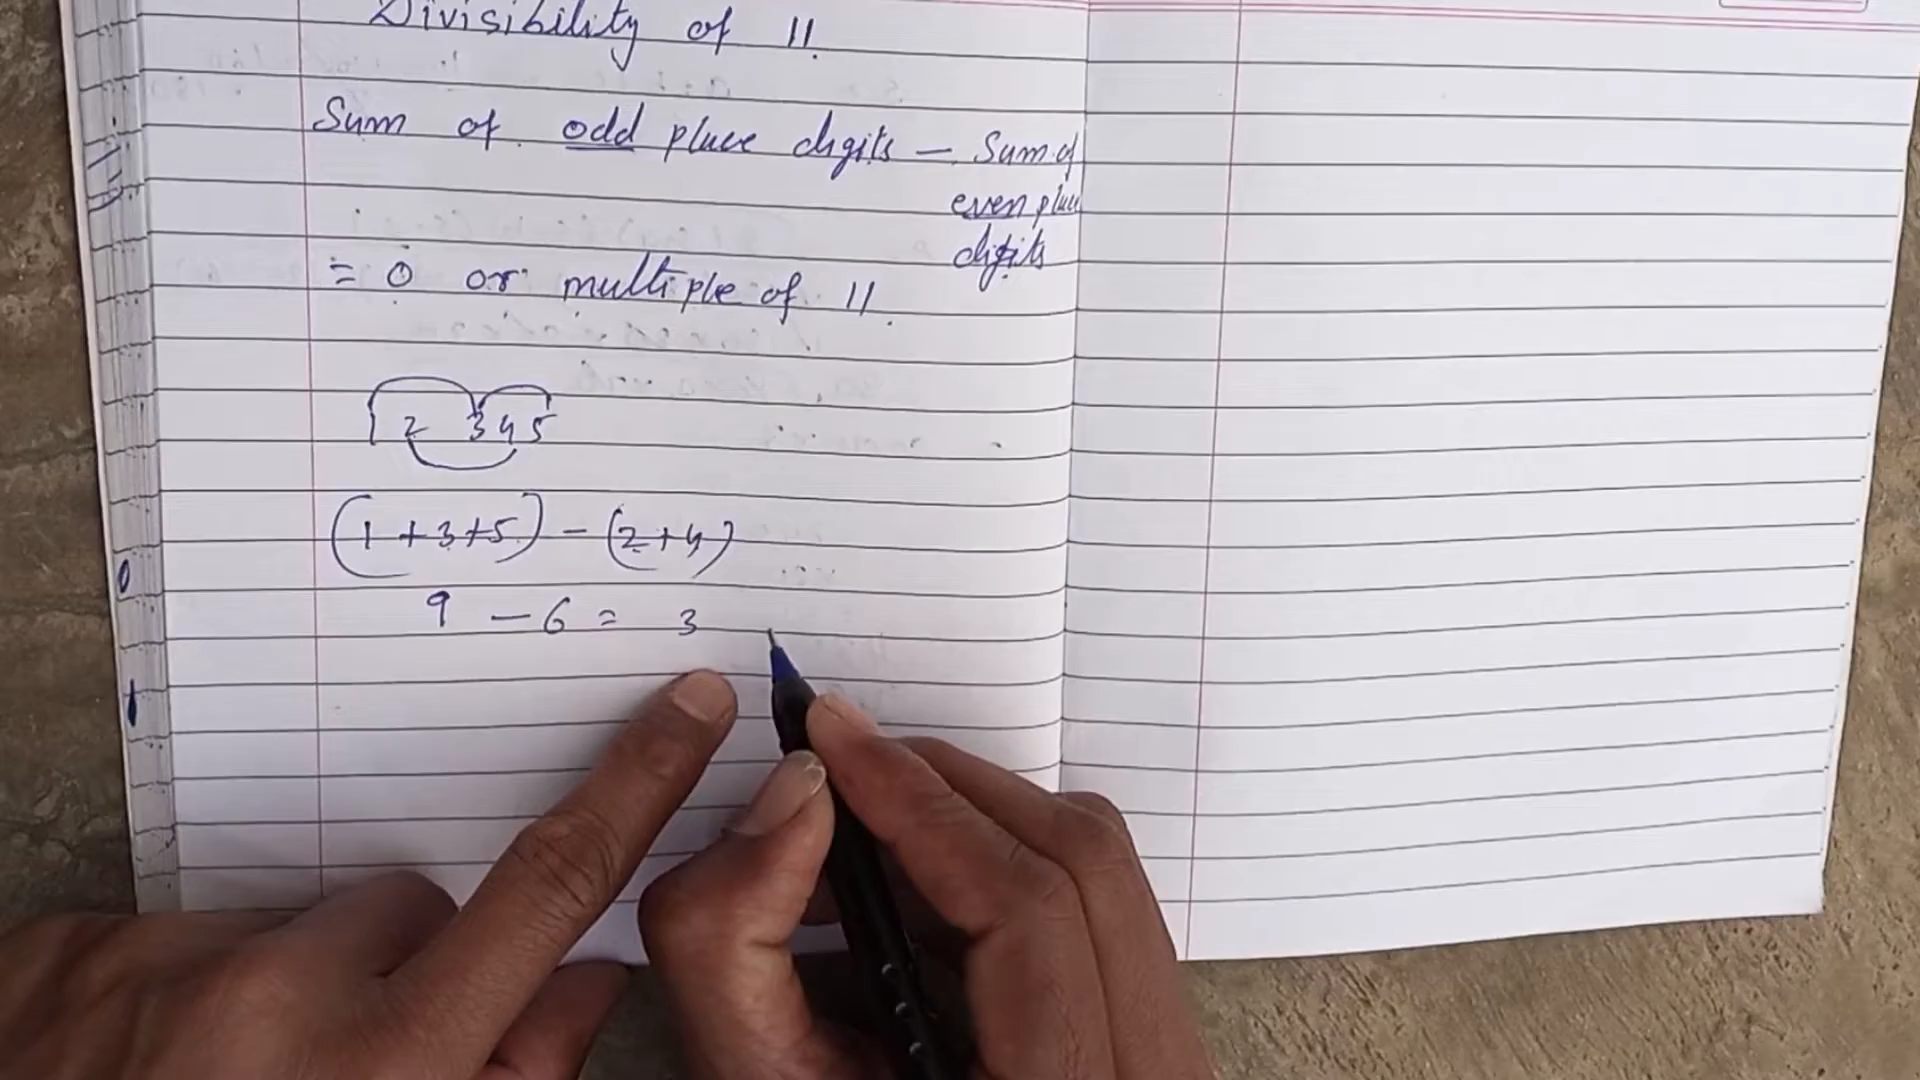 Divisibility of 11.
Sum of odd place digits – Sum of
even place
digits
= 0 or multiple of 11.
12345
(1+3+5) – (2+4)
9 – 6 = 3